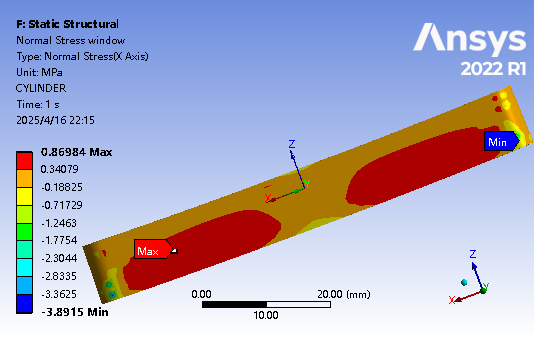 F: Static Structural
Normal Stress window
Type: Normal Stress(X Axis)
Unit: MPa
CYLINDER
Time: 1 s
2025/4/16 22:15
Ansys
2022 R1
0.86984 Max
0.34079
-0.18825
-0.71729
-1.2463
-1.7754
-2.3044
-2.8335
-3.3625
-3.8915 Min
Min
Max
Z
X
Y
0.00
20.00 (mm)
10.00
Z
X
Y